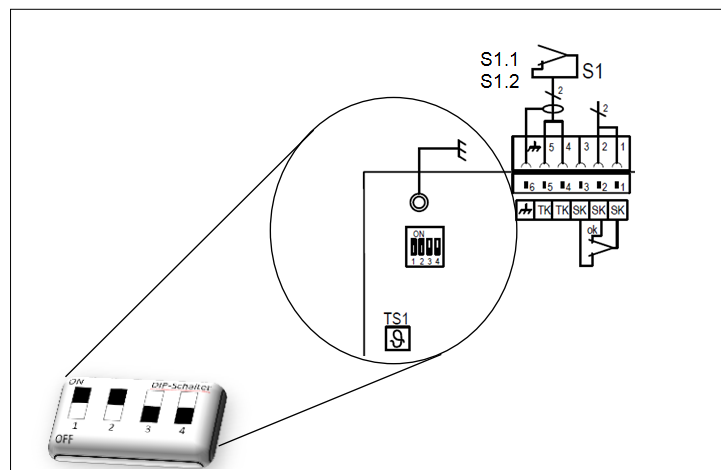 S1.1
S1.2
S1
2
2
5 4 3 2 1
6 5 4 3 2 1
TK TK SK SK SK
ok
ON
1 2 3 4
TS1
ϑ
ON DIP-Schalter
1 2 3 4
OFF